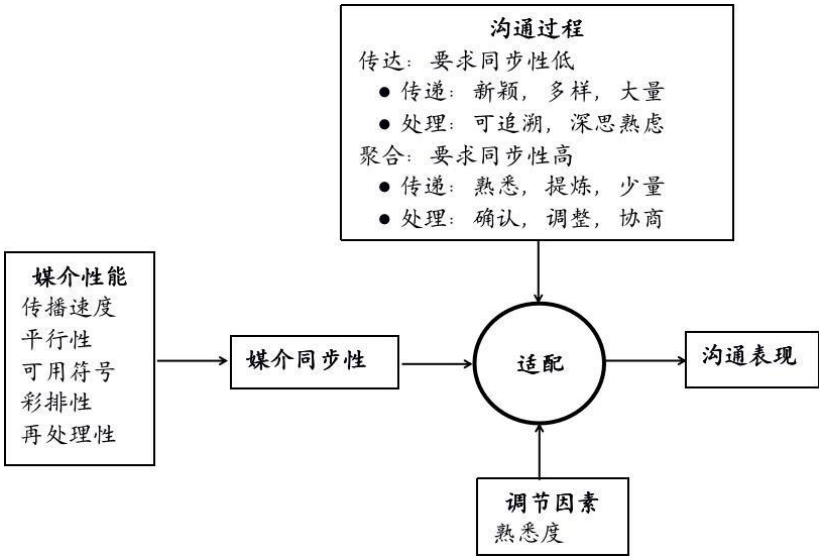 沟通过程
传达：要求同步性低
● 传递：新颖，多样，大量
● 处理：可追溯，深思熟虑
聚合：要求同步性高
● 传递：熟悉，提炼，少量
● 处理：确认，调整，协商
媒介性能
传播速度
平行性
可用符号
彩排性
再处理性
媒介同步性
适配
沟通表现
调节因素
熟悉度